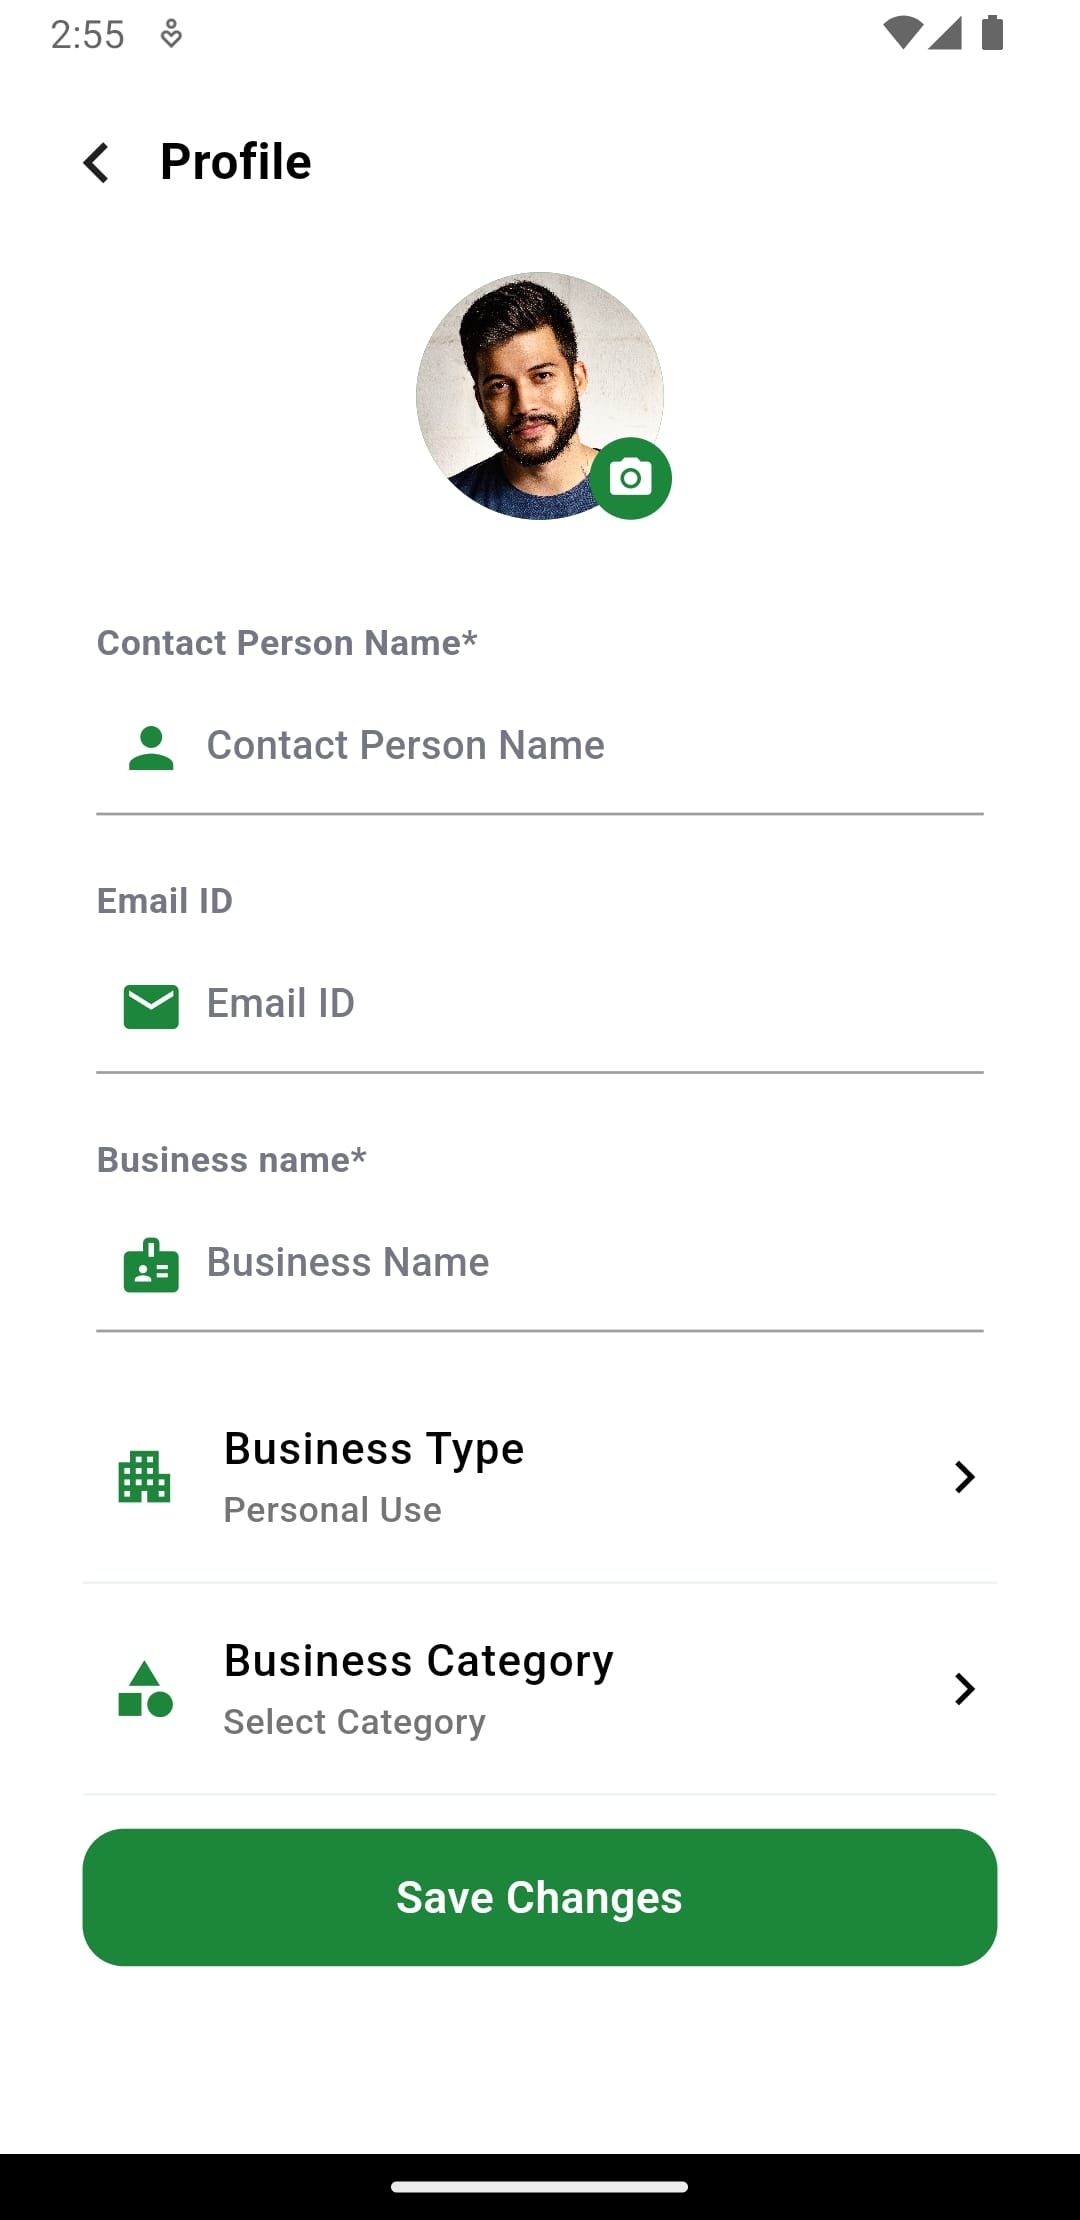 2:55
Profile
Contact Person Name*
Contact Person Name
Email ID
Email ID
Business name*
Business Name
Business Type
Personal Use
Business Category
Select Category
Save Changes